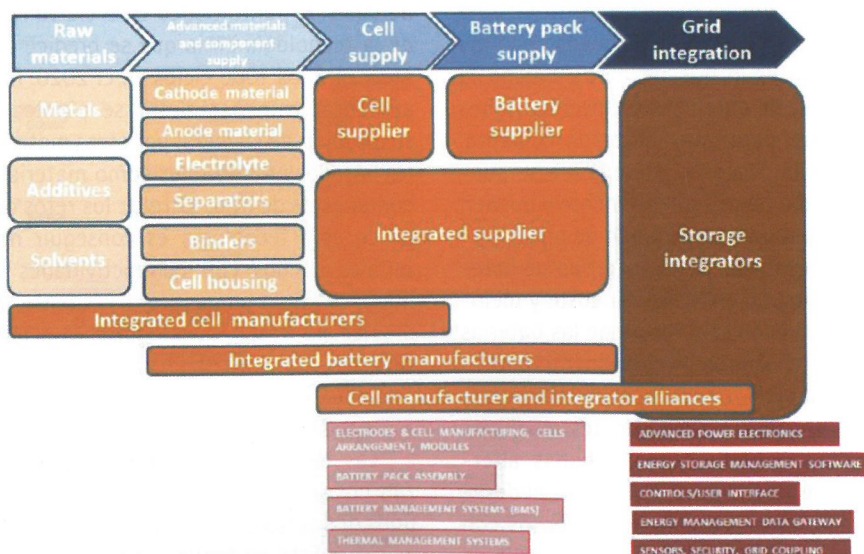 Raw
materials
Advanced materials
and component
supply
Cell
supply
Battery pack
supply
Grid
integration
Metals
Additives
Solvents
Cathode material
Anode material
Electrolyte
Separators
Binders
Cell housing
Cell
supplier
Battery
supplier
Integrated supplier
Storage
integrators
Integrated cell manufacturers
Integrated battery manufacturers
Cell manufacturer and integrator alliances
ELECTRODES & CELL MANUFACTURING, CELLS
ARRANGEMENT, MODULES
BATTERY PACK ASSEMBLY
BATTERY MANAGEMENT SYSTEMS (BMS)
THERMAL MANAGEMENT SYSTEMS
ADVANCED POWER ELECTRONICS
ENERGY STORAGE MANAGEMENT SOFTWARE
CONTROLS/USER INTERFACE
ENERGY MANAGEMENT DATA GATEWAY
SENSORS, SECURITY, GRID COUPLING